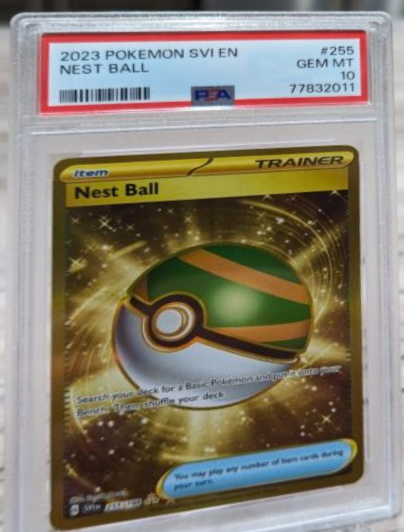 2023 POKEMON SVI EN #255
NEST BALL GEM MT
10
PSA 77832011
Item TRAINER
Nest Ball
Search your deck for a Basic Pokémon and put it onto your
Bench. Then, shuffle your deck.
You may play any number of Item cards during
your turn.